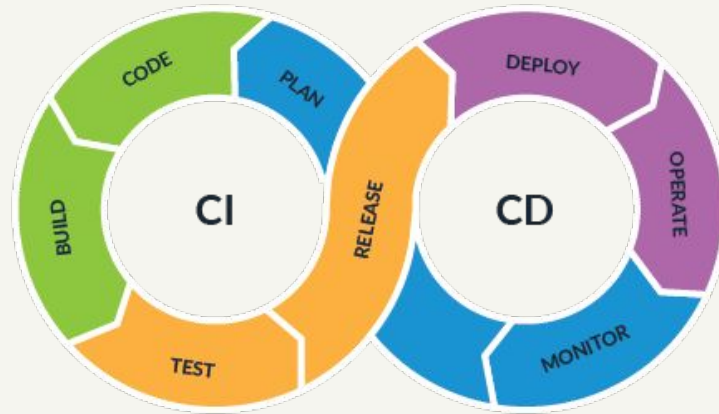 CODE
PLAN
BUILD
CI
TEST
RELEASE
DEPLOY
CD
OPERATE
MONITOR